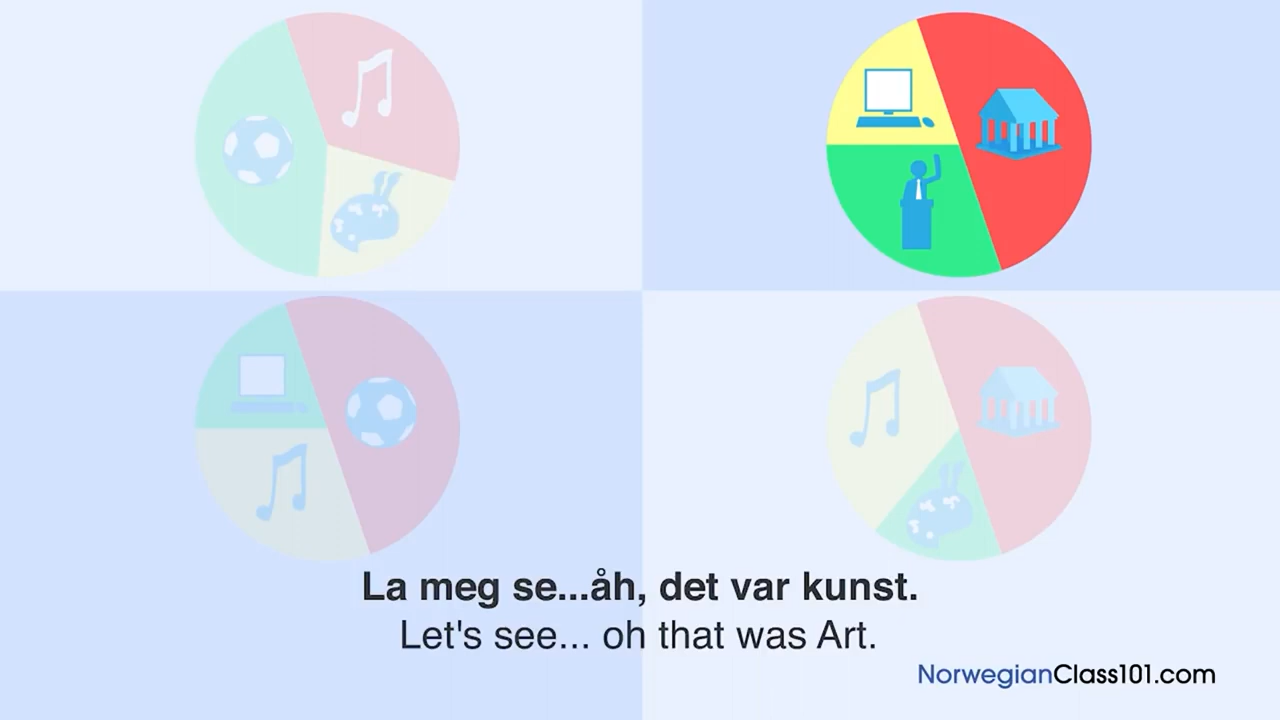 La meg se...åh, det var kunst.
Let's see... oh that was Art.
NorwegianClass101.com